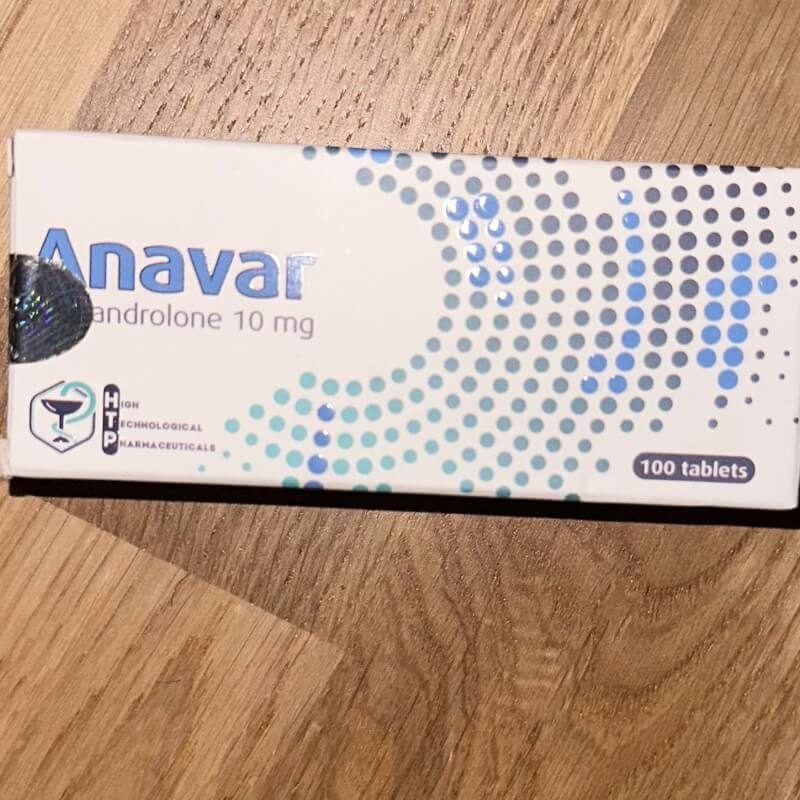 Anavar
androlone 10 mg
HIGH
TECHNOLOGICAL
PHARMACEUTICALS
100 tablets